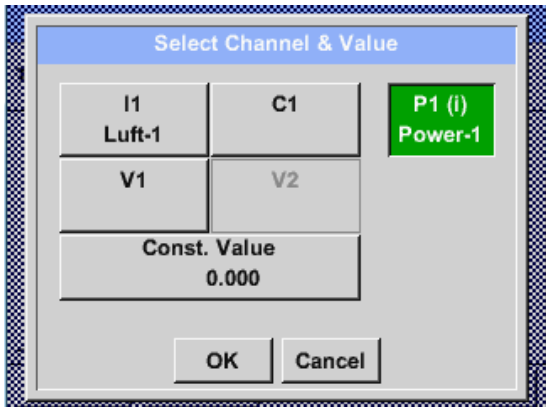 Select Channel & Value
I1 C1 P1 (i)
Luft-1 Power-1
V1 V2
Const. Value
0.000
OK Cancel